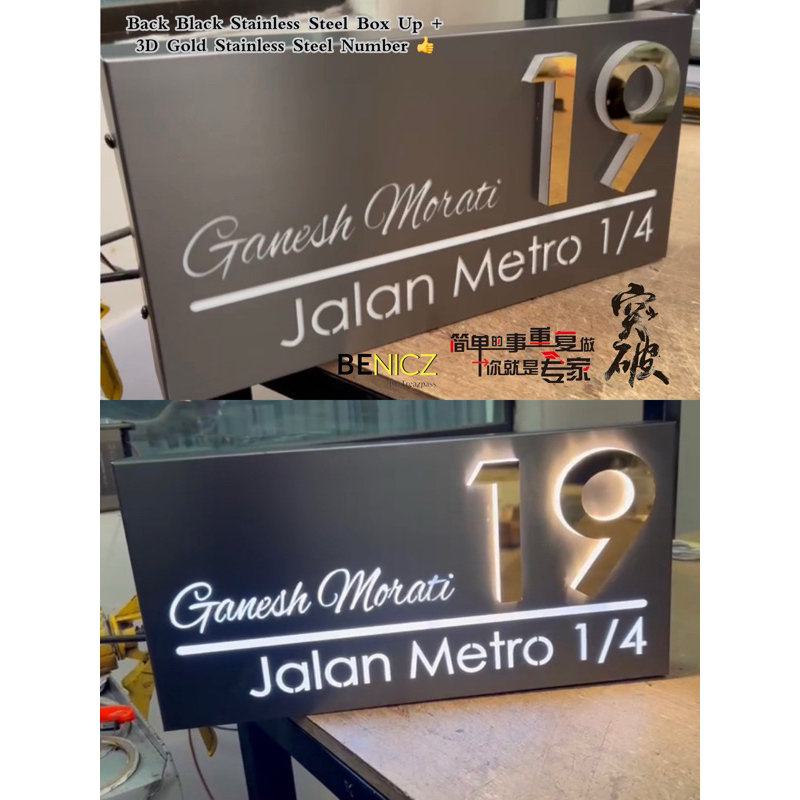 Back Black Stainless Steel Box Up +
3D Gold Stainless Steel Number 👍
19
Ganesh Morati
Jalan Metro 1/4
BENICZ
简单的事重复做
你就是专家
突破
19
Ganesh Morati
Jalan Metro 1/4